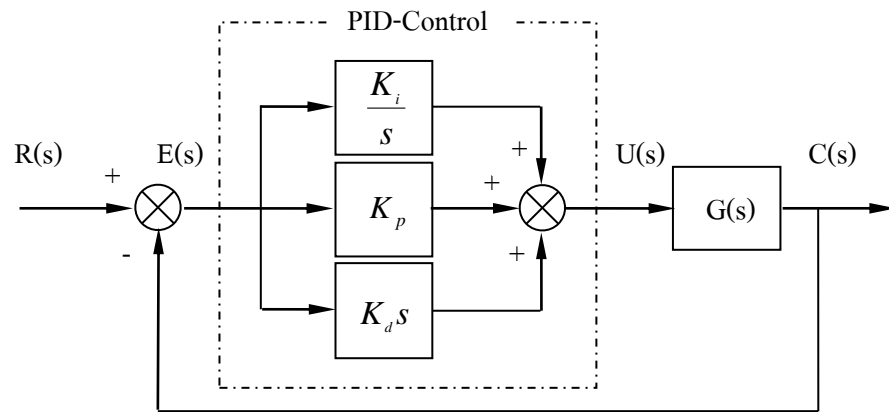 PID-Control
K_i
s
R(s)
E(s)
U(s)
C(s)
+
+
+
K_p
G(s)
-
+
K_d s